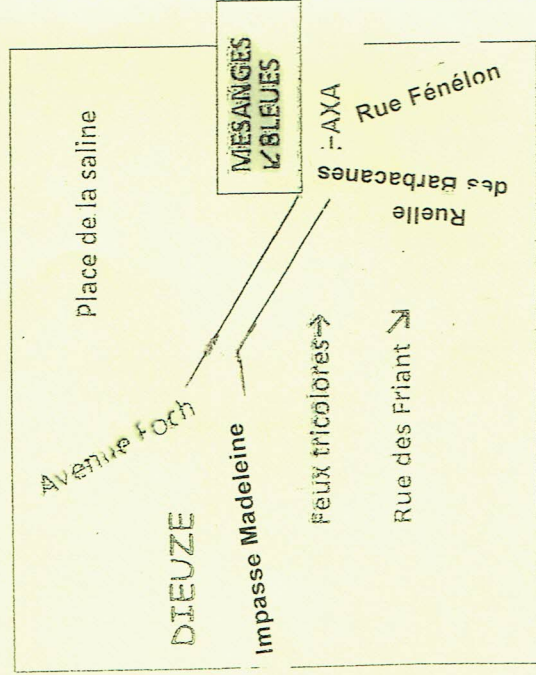 Place de la saline
MESANGES
↙BLEUES
Avenue Foch
-AXA
Rue Fénélon
Ruelle
des Barbacanes
DIEUZE
Impasse Madeleine
Feux tricolores→
Rue des Friant ↗